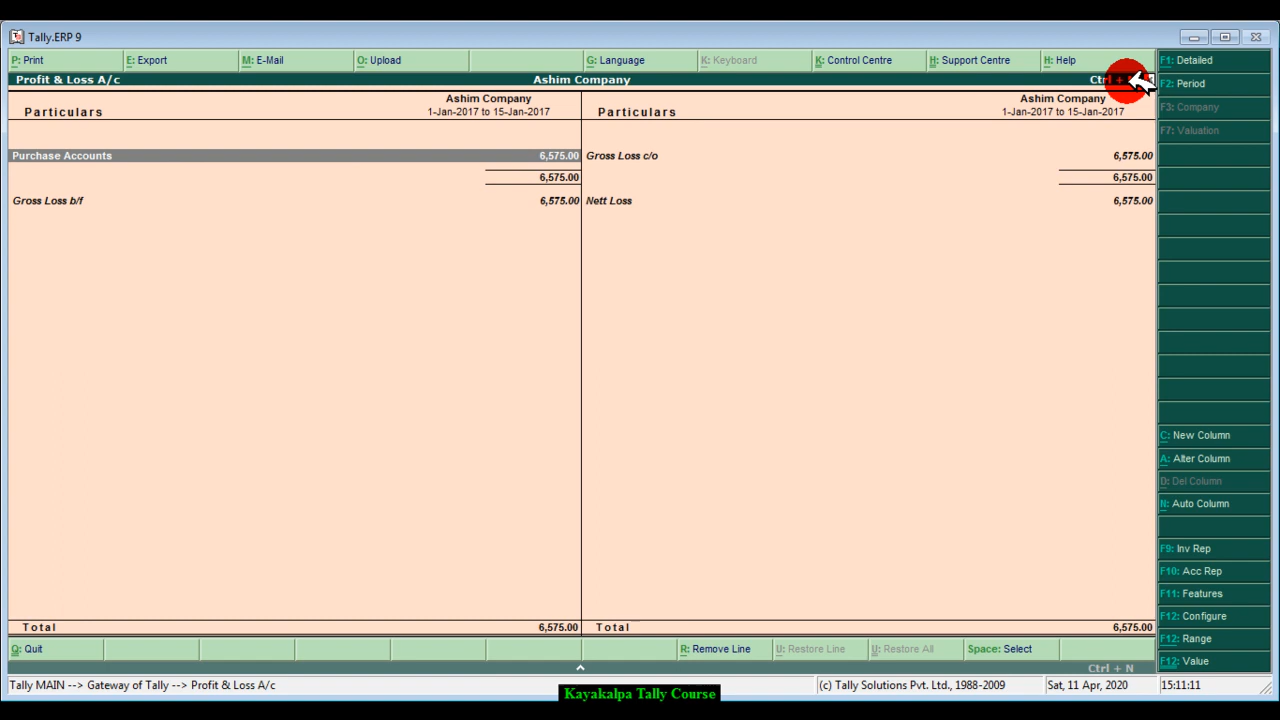 Tally.ERP 9
P: Print E: Export M: E-Mail O: Upload G: Language K: Keyboard K: Control Centre H: Support Centre H: Help
Profit & Loss A/c Ashim Company
Particulars Ashim Company 1-Jan-2017 to 15-Jan-2017 Particulars Ashim Company 1-Jan-2017 to 15-Jan-2017
Purchase Accounts 6,575.00 Gross Loss c/o 6,575.00
6,575.00 6,575.00
Gross Loss b/f 6,575.00 Nett Loss 6,575.00
Total 6,575.00 Total 6,575.00
F1: Detailed
F2: Period
F3: Company
F7: Valuation
C: New Column
A: Alter Column
D: Del Column
N: Auto Column
F9: Inv Rep
F10: Acc Rep
F11: Features
F12: Configure
F12: Range
F12: Value
Q: Quit R: Remove Line U: Restore Line U: Restore All Space: Select
Ctrl + N
Tally MAIN --> Gateway of Tally --> Profit & Loss A/c (c) Tally Solutions Pvt. Ltd., 1988-2009 Sat, 11 Apr, 2020 15:11:11
Kayakalpa Tally Course